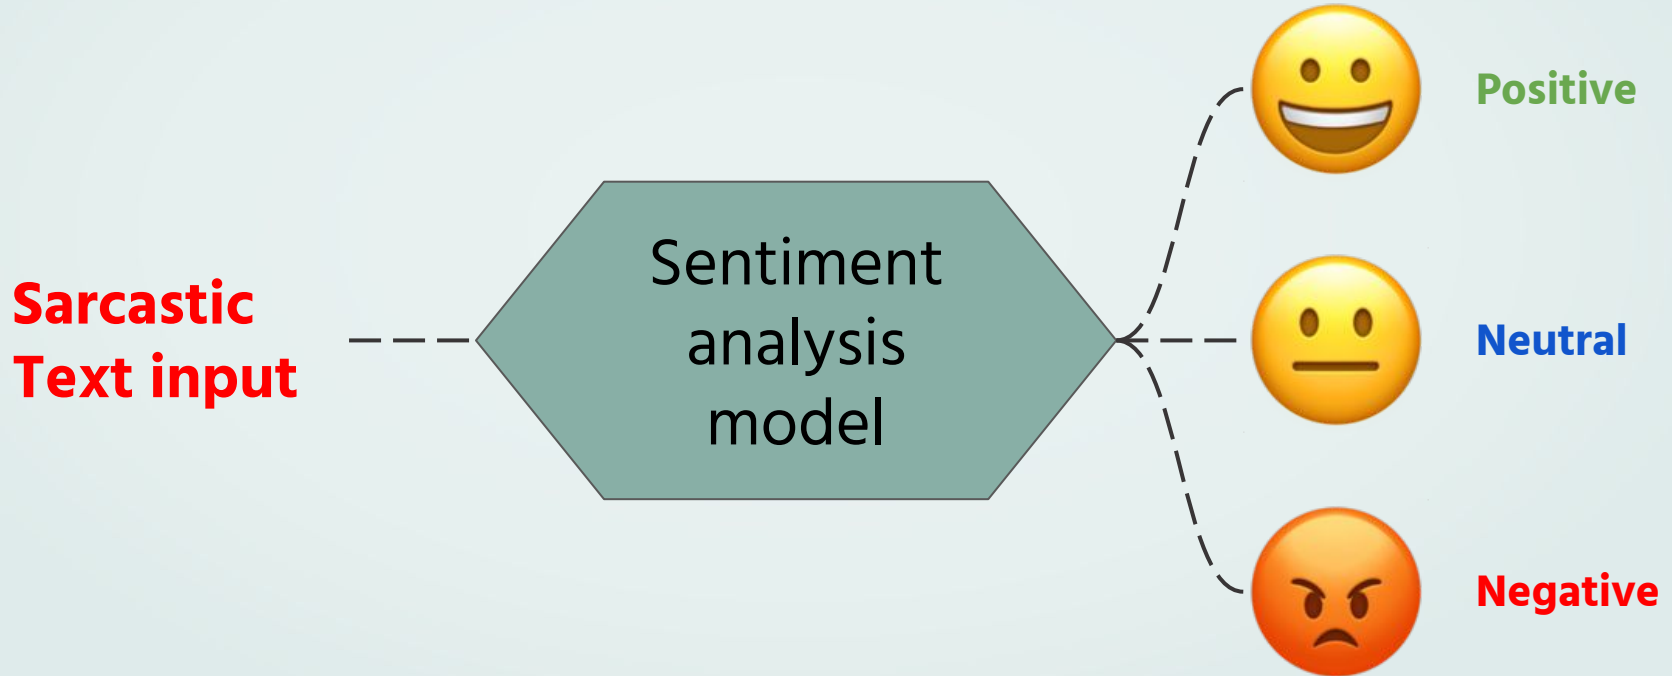 Sarcastic
Text input
Sentiment
analysis
model
Positive
Neutral
Negative